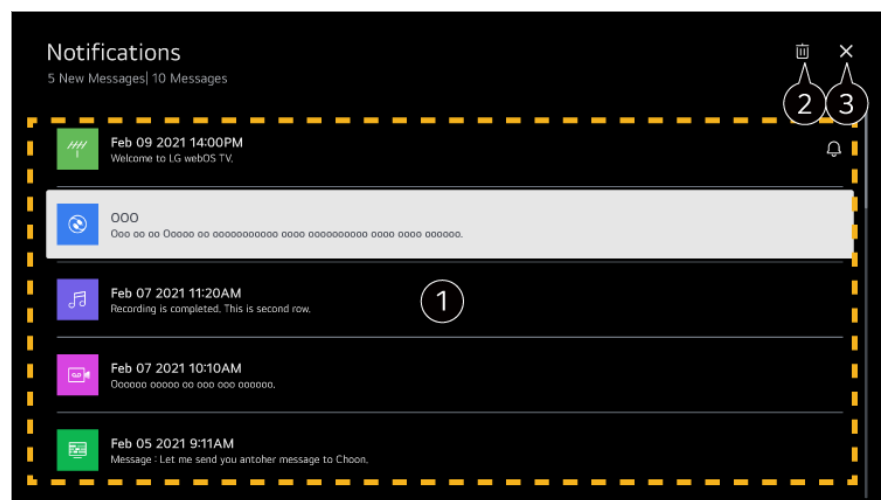 Notifications
5 New Messages| 10 Messages
2 3
Feb 09 2021 14:00PM
Welcome to LG webOS TV.
OOO
Ooo oo oo Ooooo oo ooooooooooo oooo oooooooooo oooo oooo oooooo.
Feb 07 2021 11:20AM
Recording is completed. This is second row.
1
Feb 07 2021 10:10AM
Oooooo ooooo oo ooo ooo oooooo.
Feb 05 2021 9:11AM
Message : Let me send you antoher message to Choon.